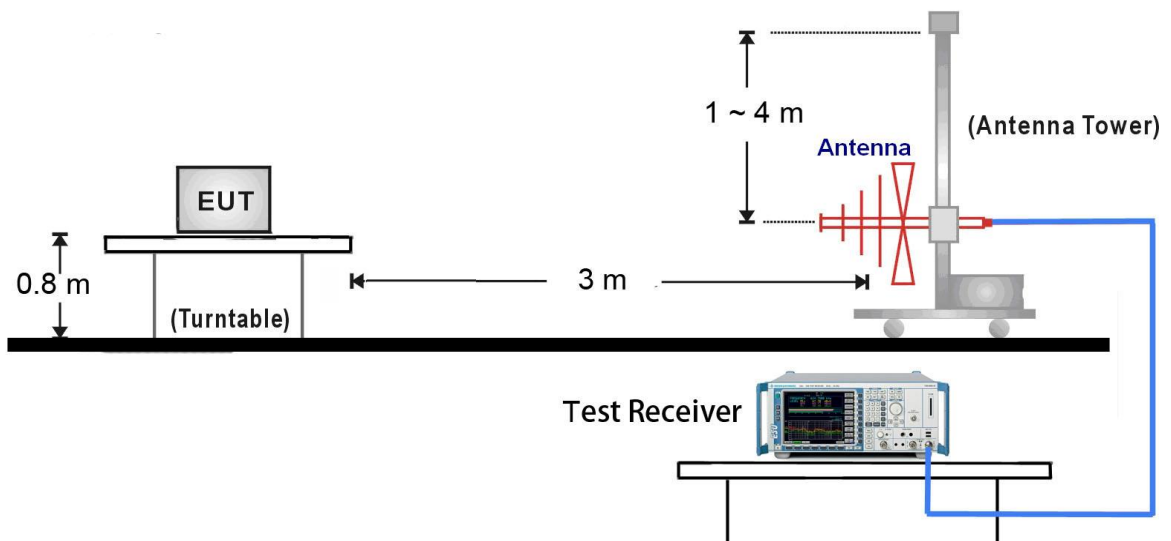 1 ~ 4 m
(Antenna Tower)
Antenna
EUT
0.8 m
3 m
(Turntable)
Test Receiver